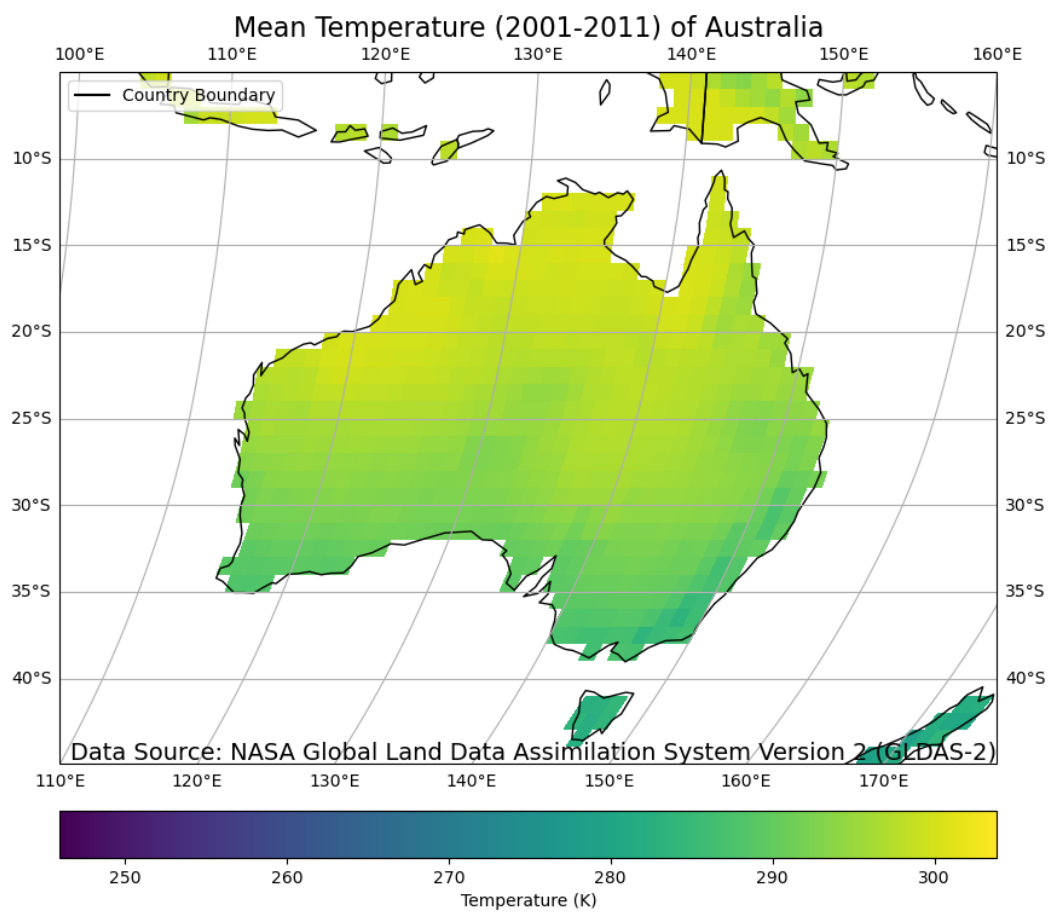 Mean Temperature (2001-2011) of Australia
100°E 110°E 120°E 130°E 140°E 150°E 160°E
Country Boundary
10°S 10°S
15°S 15°S
20°S 20°S
25°S 25°S
30°S 30°S
35°S 35°S
40°S 40°S
Data Source: NASA Global Land Data Assimilation System Version 2 (GLDAS-2)
110°E 120°E 130°E 140°E 150°E 160°E 170°E
250 260 270 280 290 300
Temperature (K)